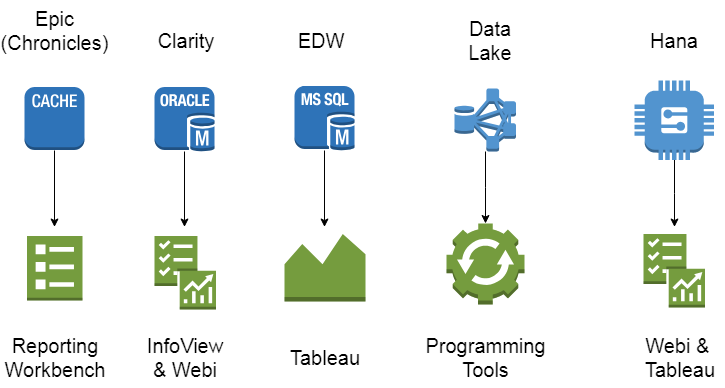 Epic
(Chronicles)
Clarity
EDW
Data
Lake
Hana
CACHE
ORACLE
M
MS SQL
M
Reporting
Workbench
InfoView
& Webi
Tableau
Programming
Tools
Webi &
Tableau